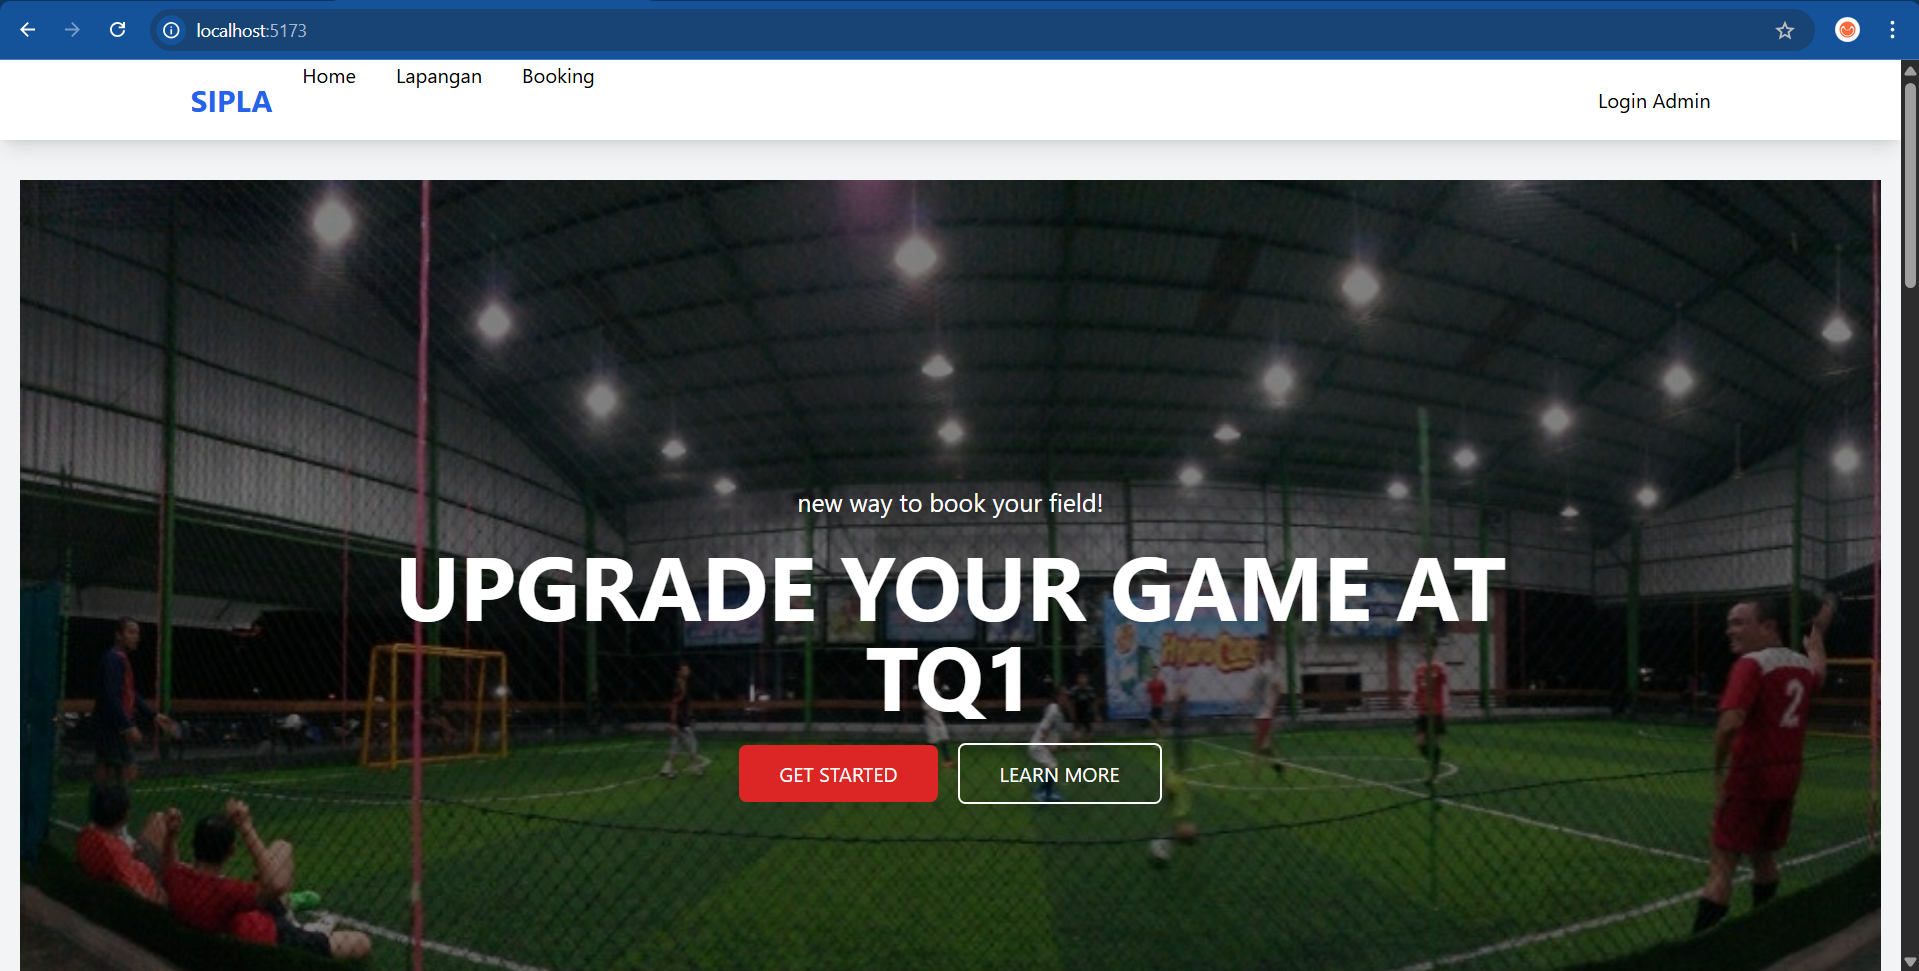 localhost:5173
Home Lapangan Booking
SIPLA
Login Admin
new way to book your field!
UPGRADE YOUR GAME AT
TQ1
GET STARTED LEARN MORE
2